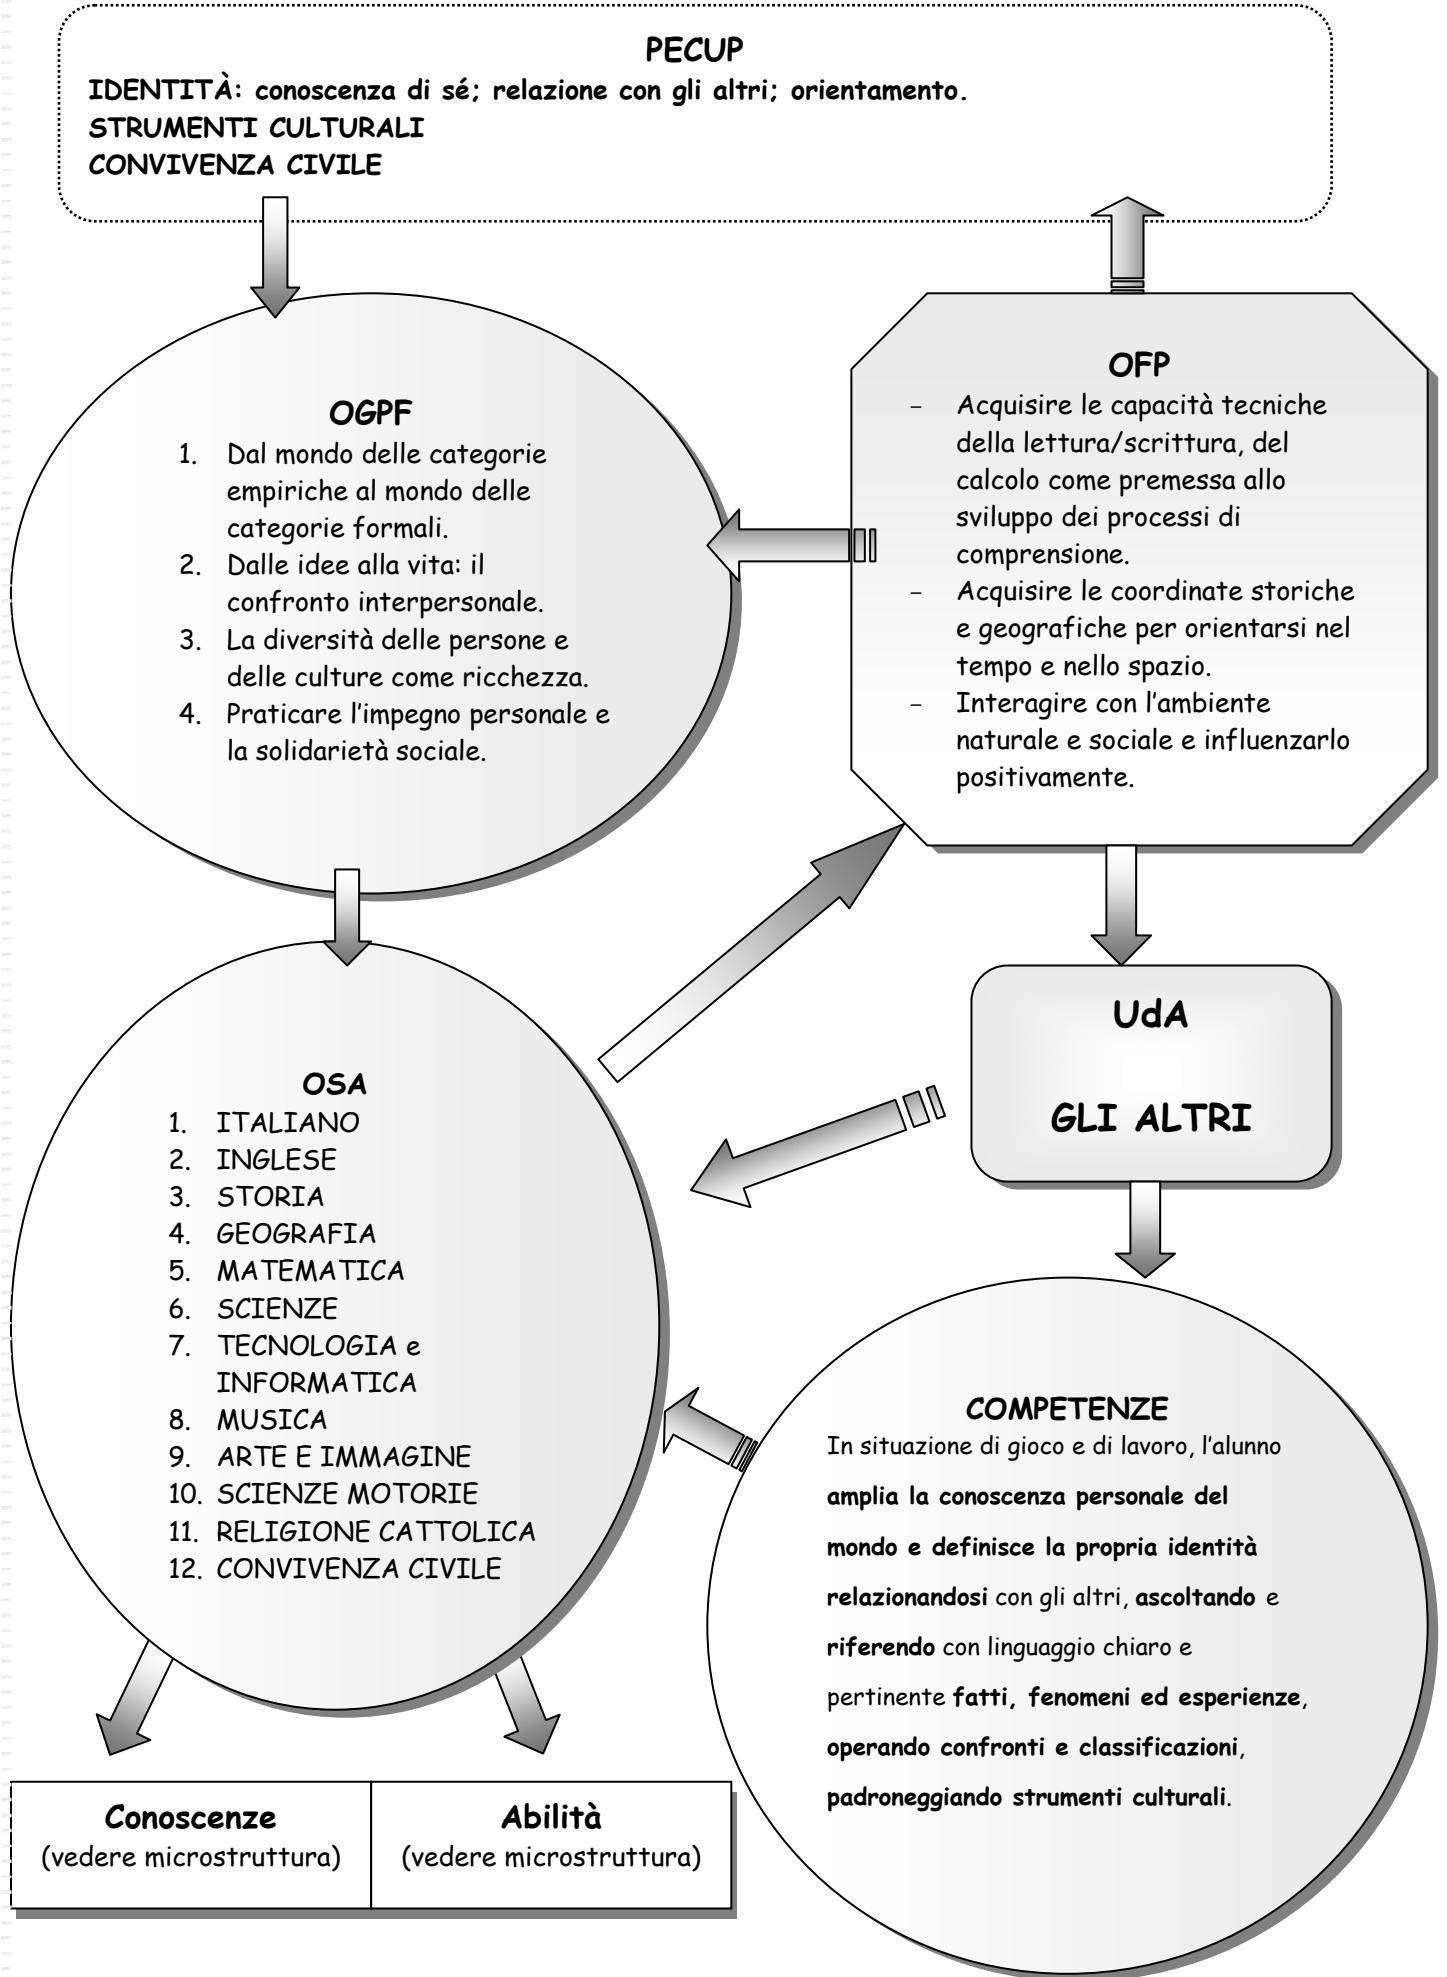 PECUP
IDENTITÀ: conoscenza di sé; relazione con gli altri; orientamento.
STRUMENTI CULTURALI
CONVIVENZA CIVILE
OGPF
1. Dal mondo delle categorie
empiriche al mondo delle
categorie formali.
2. Dalle idee alla vita: il
confronto interpersonale.
3. La diversità delle persone e
delle culture come ricchezza.
4. Praticare l'impegno personale e
la solidarietà sociale.
OFP
- Acquisire le capacità tecniche
della lettura/scrittura, del
calcolo come premessa allo
sviluppo dei processi di
comprensione.
- Acquisire le coordinate storiche
e geografiche per orientarsi nel
tempo e nello spazio.
- Interagire con l'ambiente
naturale e sociale e influenzarlo
positivamente.
UdA
GLI ALTRI
OSA
1. ITALIANO
2. INGLESE
3. STORIA
4. GEOGRAFIA
5. MATEMATICA
6. SCIENZE
7. TECNOLOGIA e
INFORMATICA
8. MUSICA
9. ARTE E IMMAGINE
10. SCIENZE MOTORIE
11. RELIGIONE CATTOLICA
12. CONVIVENZA CIVILE
COMPETENZE
In situazione di gioco e di lavoro, l'alunno
amplia la conoscenza personale del
mondo e definisce la propria identità
relazionandosi con gli altri, ascoltando e
riferendo con linguaggio chiaro e
pertinente fatti, fenomeni ed esperienze,
operando confronti e classificazioni,
padroneggiando strumenti culturali.
Conoscenze
(vedere microstruttura)
Abilità
(vedere microstruttura)